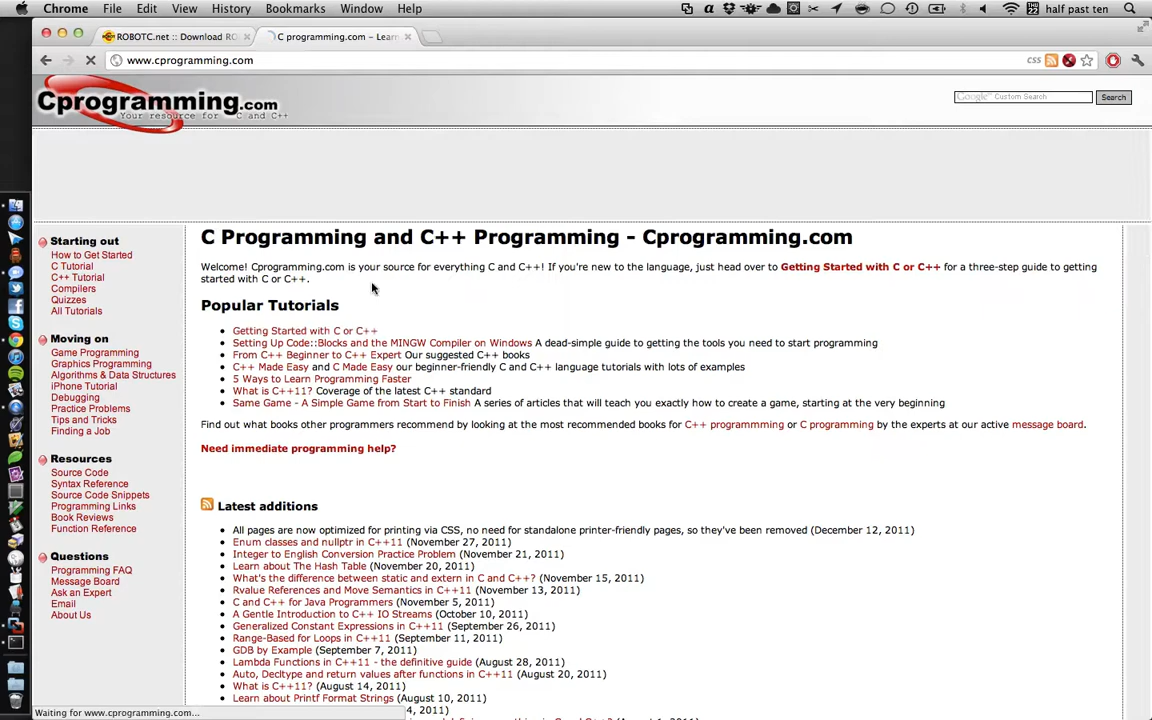 Chrome File Edit View History Bookmarks Window Help half past ten
ROBOTC.net :: Download RO
C programming.com – Lear
www.cprogramming.com
CSS
Cprogramming.com
Your resource for C and C++
Google™ Custom Search Search
C Programming and C++ Programming - Cprogramming.com
Welcome! Cprogramming.com is your source for everything C and C++! If you're new to the language, just head over to Getting Started with C or C++ for a three-step guide to getting
started with C or C++.
Popular Tutorials
Getting Started with C or C++
Setting Up Code::Blocks and the MINGW Compiler on Windows A dead-simple guide to getting the tools you need to start programming
From C++ Beginner to C++ Expert Our suggested C++ books
C++ Made Easy and C Made Easy our beginner-friendly C and C++ language tutorials with lots of examples
5 Ways to Learn Programming Faster
What is C++11? Coverage of the latest C++ standard
Same Game - A Simple Game from Start to Finish A series of articles that will teach you exactly how to create a game, starting at the very beginning
Find out what books other programmers recommend by looking at the most recommended books for C++ programmming or C programming by the experts at our active message board.
Need immediate programming help?
Latest additions
All pages are now optimized for printing via CSS, no need for standalone printer-friendly pages, so they've been removed (December 12, 2011)
Enum classes and nullptr in C++11 (November 27, 2011)
Integer to English Conversion Practice Problem (November 21, 2011)
Learn about The Hash Table (November 20, 2011)
What's the difference between static and extern in C and C++? (November 15, 2011)
Rvalue References and Move Semantics in C++11 (November 13, 2011)
C and C++ for Java Programmers (November 5, 2011)
A Gentle Introduction to C++ IO Streams (October 10, 2011)
Generalized Constant Expressions in C++11 (September 26, 2011)
Range-Based for Loops in C++11 (September 11, 2011)
GDB by Example (September 7, 2011)
Lambda Functions in C++11 - the definitive guide (August 28, 2011)
Auto, Decltype and return values after functions in C++11 (August 20, 2011)
What is C++11? (August 14, 2011)
Learn about Printf Format Strings (August 10, 2011)
Starting out
How to Get Started
C Tutorial
C++ Tutorial
Compilers
Quizzes
All Tutorials
Moving on
Game Programming
Graphics Programming
Algorithms & Data Structures
iPhone Tutorial
Debugging
Practice Problems
Tips and Tricks
Finding a Job
Resources
Source Code
Syntax Reference
Source Code Snippets
Programming Links
Book Reviews
Function Reference
Questions
Programming FAQ
Message Board
Ask an Expert
Email
About Us
Waiting for www.cprogramming.com...